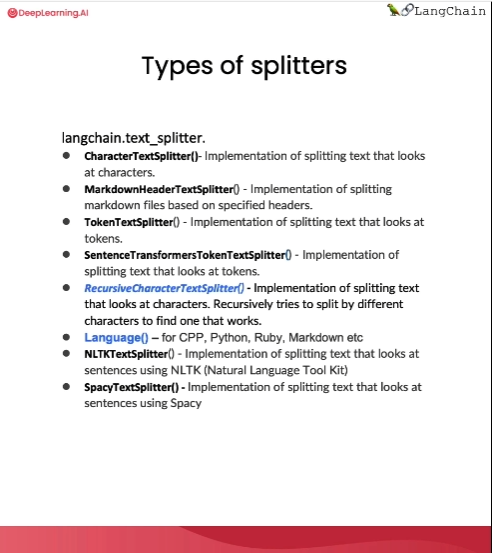 DeepLearning.AI
LangChain
Types of splitters
langchain.text_splitter.
● CharacterTextSplitter()- Implementation of splitting text that looks
at characters.
● MarkdownHeaderTextSplitter() - Implementation of splitting
markdown files based on specified headers.
● TokenTextSplitter() - Implementation of splitting text that looks at
tokens.
● SentenceTransformersTokenTextSplitter() - Implementation of
splitting text that looks at tokens.
● RecursiveCharacterTextSplitter() - Implementation of splitting text
that looks at characters. Recursively tries to split by different
characters to find one that works.
● Language() – for CPP, Python, Ruby, Markdown etc
● NLTKTextSplitter() - Implementation of splitting text that looks at
sentences using NLTK (Natural Language Tool Kit)
● SpacyTextSplitter() - Implementation of splitting text that looks at
sentences using Spacy